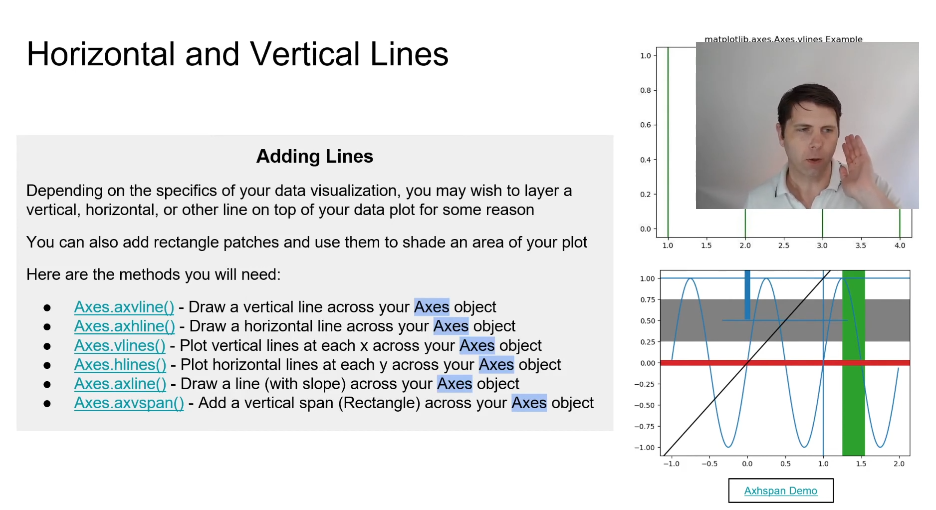 Horizontal and Vertical Lines
Adding Lines
Depending on the specifics of your data visualization, you may wish to layer a
vertical, horizontal, or other line on top of your data plot for some reason
You can also add rectangle patches and use them to shade an area of your plot
Here are the methods you will need:
● Axes.axvline() - Draw a vertical line across your Axes object
● Axes.axhline() - Draw a horizontal line across your Axes object
● Axes.vlines() - Plot vertical lines at each x across your Axes object
● Axes.hlines() - Plot horizontal lines at each y across your Axes object
● Axes.axline() - Draw a line (with slope) across your Axes object
● Axes.axvspan() - Add a vertical span (Rectangle) across your Axes object
matplotlib.axes.Axes.vlines Example
1.0
0.8
0.6
0.4
0.2
0.0
1.0 1.5 2.0 2.5 3.0 3.5 4.0
1.00
0.75
0.50
0.25
0.00
−0.25
−0.50
−0.75
−1.00
−1.0 −0.5 0.0 0.5 1.0 1.5 2.0
Axhspan Demo